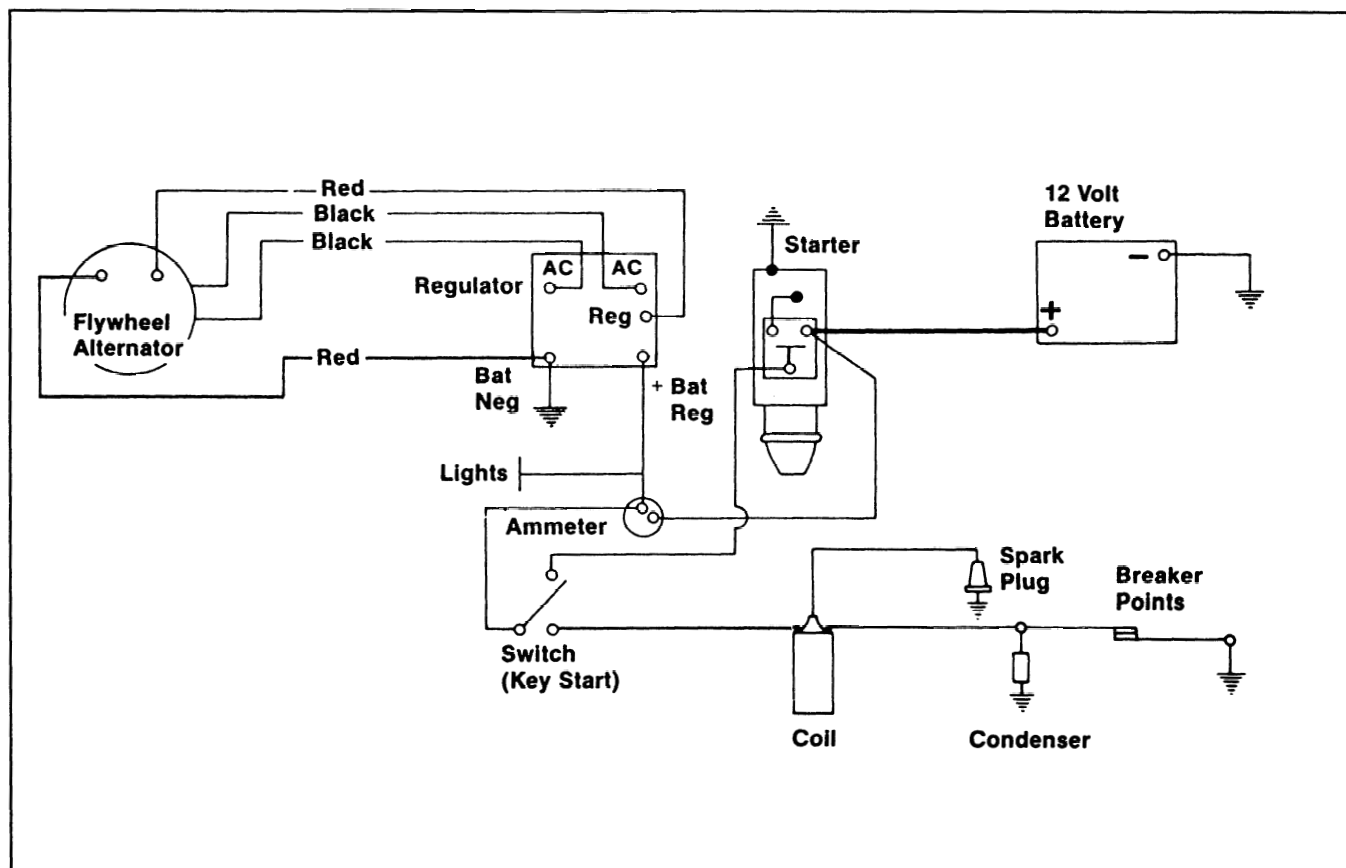 Red
Black
Black
12 Volt
Battery
Starter
AC AC
Regulator
Reg
Flywheel
Alternator
Red
Bat
Neg
+ Bat
Reg
−
+
Lights
Ammeter
Spark
Plug
Breaker
Points
Switch
(Key Start)
Coil
Condenser